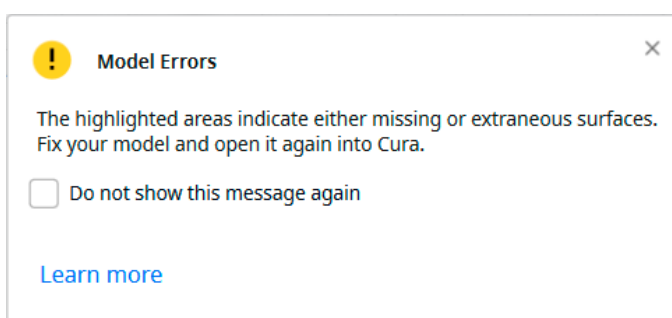 Model Errors
The highlighted areas indicate either missing or extraneous surfaces.
Fix your model and open it again into Cura.
Do not show this message again
Learn more